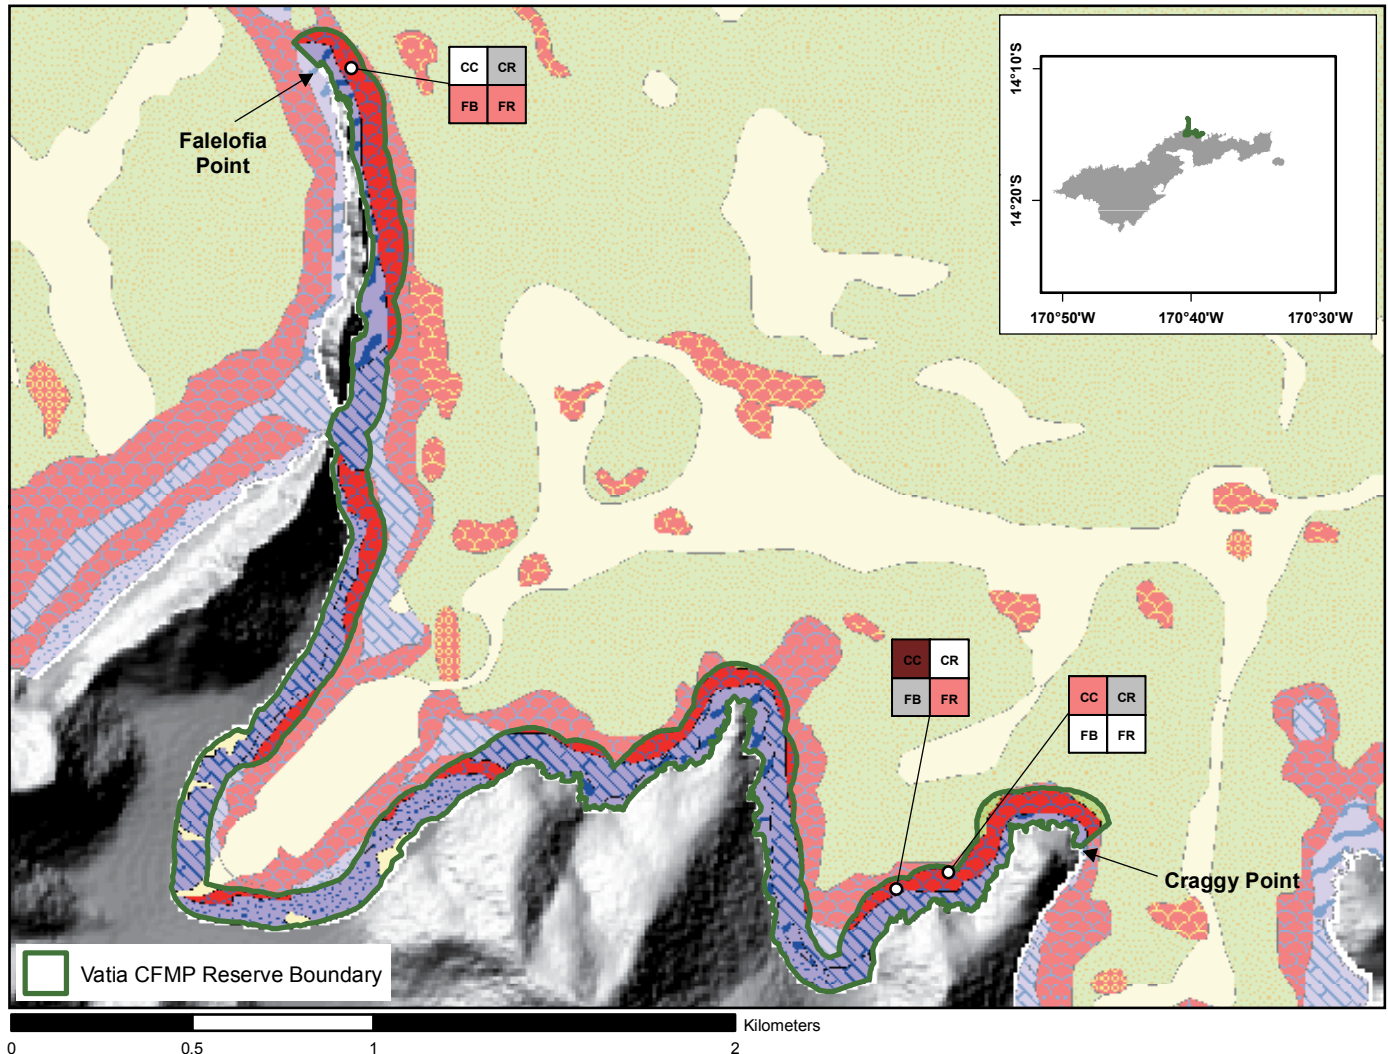 CC CR
FB FR
Falelofia
Point
14°10'S
14°20'S
170°50'W 170°40'W 170°30'W
CC CR
FB FR
CC CR
FB FR
Craggy Point
Vatia CFMP Reserve Boundary
Kilometers
0 0.5 1 2